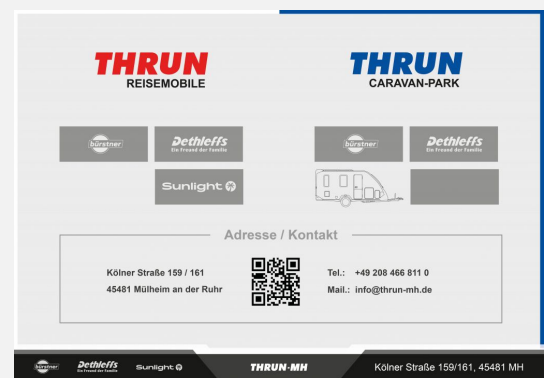 THRUN
REISEMOBILE
THRUN
CARAVAN-PARK
bürstner
Dethleffs
Ein Freund der Familie
bürstner
Dethleffs
Ein Freund der Familie
Sunlight
Adresse / Kontakt
Kölner Straße 159 / 161
45481 Mülheim an der Ruhr
Tel.: +49 208 466 811 0
Mail.: info@thrun-mh.de
bürstner
Dethleffs
Ein Freund der Familie
Sunlight
THRUN-MH
Kölner Straße 159/161, 45481 MH